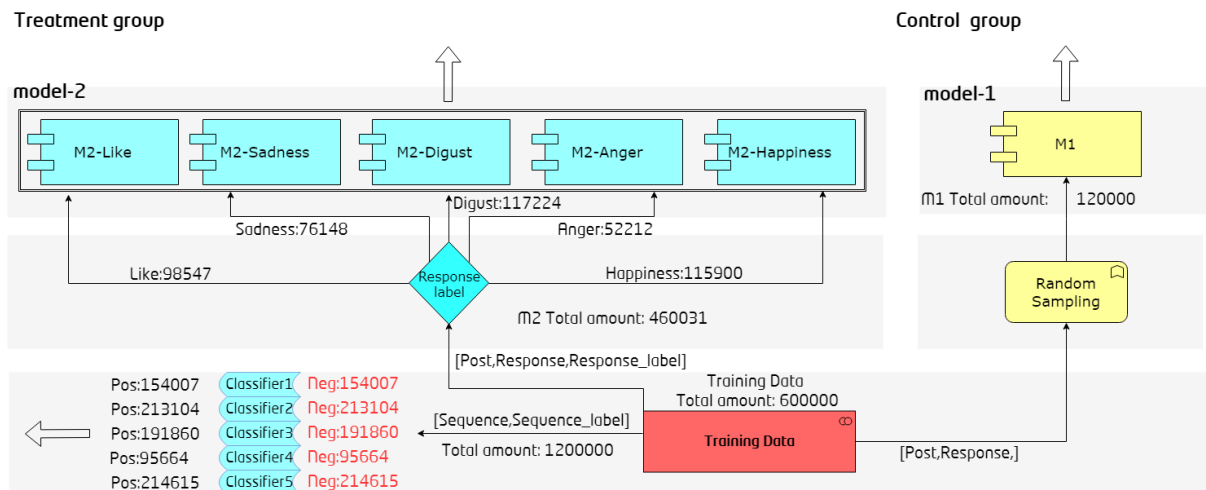 Treatment group
Control group
model-2
model-1
M2-Like
M2-Sadness
M2-Digust
M2-Anger
M2-Happiness
M1
Digust:117224
M1 Total amount: 120000
Sadness:76148
Anger:52212
Like:98547
Response
label
Happiness:115900
Random
Sampling
M2 Total amount: 460031
[Post,Response,Response_label]
Pos:154007 Classifier1 Neg:154007
Pos:213104 Classifier2 Neg:213104
Pos:191860 Classifier3 Neg:191860
Pos:95664 Classifier4 Neg:95664
Pos:214615 Classifier5 Neg:214615
[Sequence,Sequence_label]
Total amount: 1200000
Training Data
Total amount: 600000
Training Data
[Post,Response,]